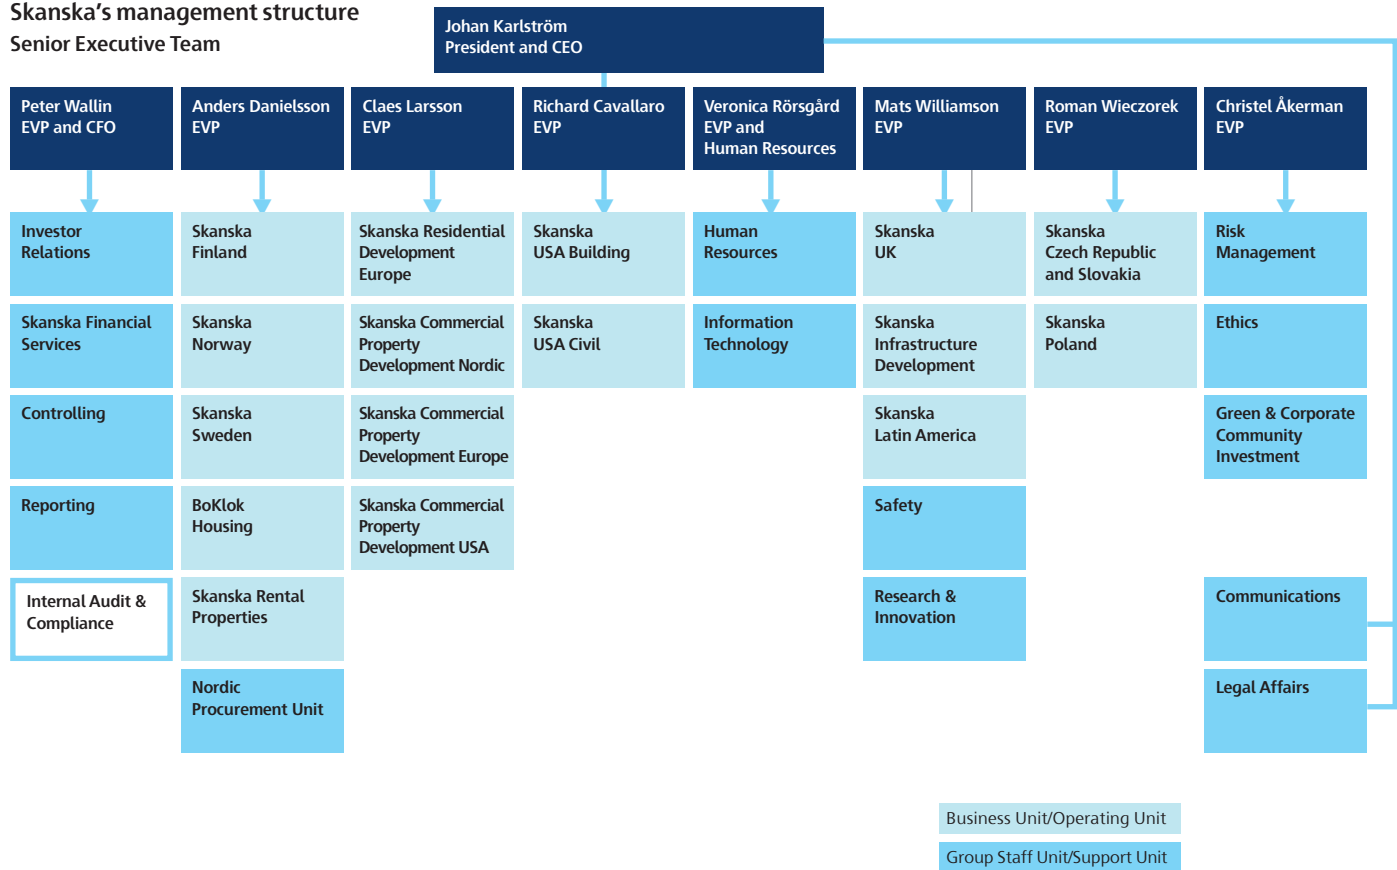 Skanska's management structure
Senior Executive Team
Johan Karlström
President and CEO
Peter Wallin
EVP and CFO
Anders Danielsson
EVP
Claes Larsson
EVP
Richard Cavallaro
EVP
Veronica Rörsgård
EVP and
Human Resources
Mats Williamson
EVP
Roman Wieczorek
EVP
Christel Åkerman
EVP
Investor
Relations
Skanska
Finland
Skanska Residential
Development
Europe
Skanska
USA Building
Human
Resources
Skanska
UK
Skanska
Czech Republic
and Slovakia
Risk
Management
Skanska Financial
Services
Skanska
Norway
Skanska Commercial
Property
Development Nordic
Skanska
USA Civil
Information
Technology
Skanska
Infrastructure
Development
Skanska
Poland
Ethics
Controlling
Skanska
Sweden
Skanska Commercial
Property
Development Europe
Skanska
Latin America
Green & Corporate
Community
Investment
Reporting
BoKlok
Housing
Skanska Commercial
Property
Development USA
Safety
Internal Audit &
Compliance
Skanska Rental
Properties
Research &
Innovation
Communications
Nordic
Procurement Unit
Legal Affairs
Business Unit/Operating Unit
Group Staff Unit/Support Unit